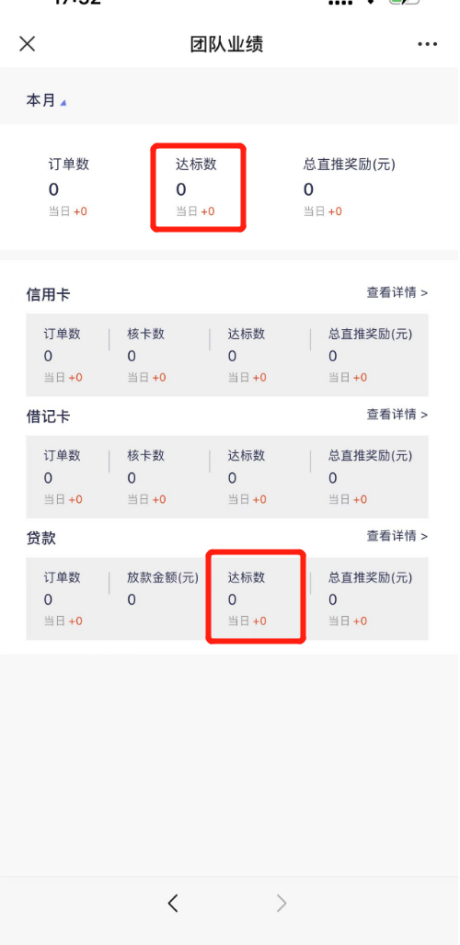 团队业绩
本月
订单数 达标数 总直推奖励(元)
0 0 0
当日 +0 当日 +0 当日 +0
信用卡 查看详情 >
订单数 核卡数 达标数 总直推奖励(元)
0 0 0 0
当日 +0 当日 +0 当日 +0 当日 +0
借记卡 查看详情 >
订单数 核卡数 达标数 总直推奖励(元)
0 0 0 0
当日 +0 当日 +0 当日 +0 当日 +0
贷款 查看详情 >
订单数 放款金额(元) 达标数 总直推奖励(元)
0 0 0 0
当日 +0 当日 +0 当日 +0